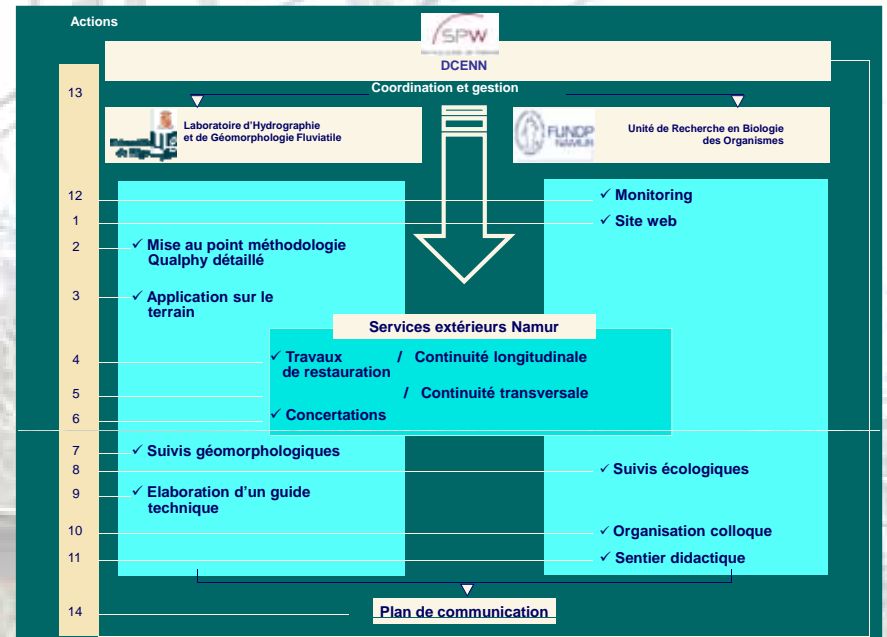 Actions
SPW
DCENN
13
Coordination et gestion
Laboratoire d'Hydrographie
et de Géomorphologie Fluviatile
FUNDP
NAMUR
Unité de Recherche en Biologie
des Organismes
12
✓ Monitoring
1
✓ Site web
2
✓ Mise au point méthodologie
Qualphy détaillé
3
✓ Application sur le
terrain
Services extérieurs Namur
4
✓ Travaux / Continuité longitudinale
de restauration
5
/ Continuité transversale
6
✓ Concertations
7
✓ Suivis géomorphologiques
8
✓ Suivis écologiques
9
✓ Elaboration d'un guide
technique
10
✓ Organisation colloque
11
✓ Sentier didactique
14
Plan de communication